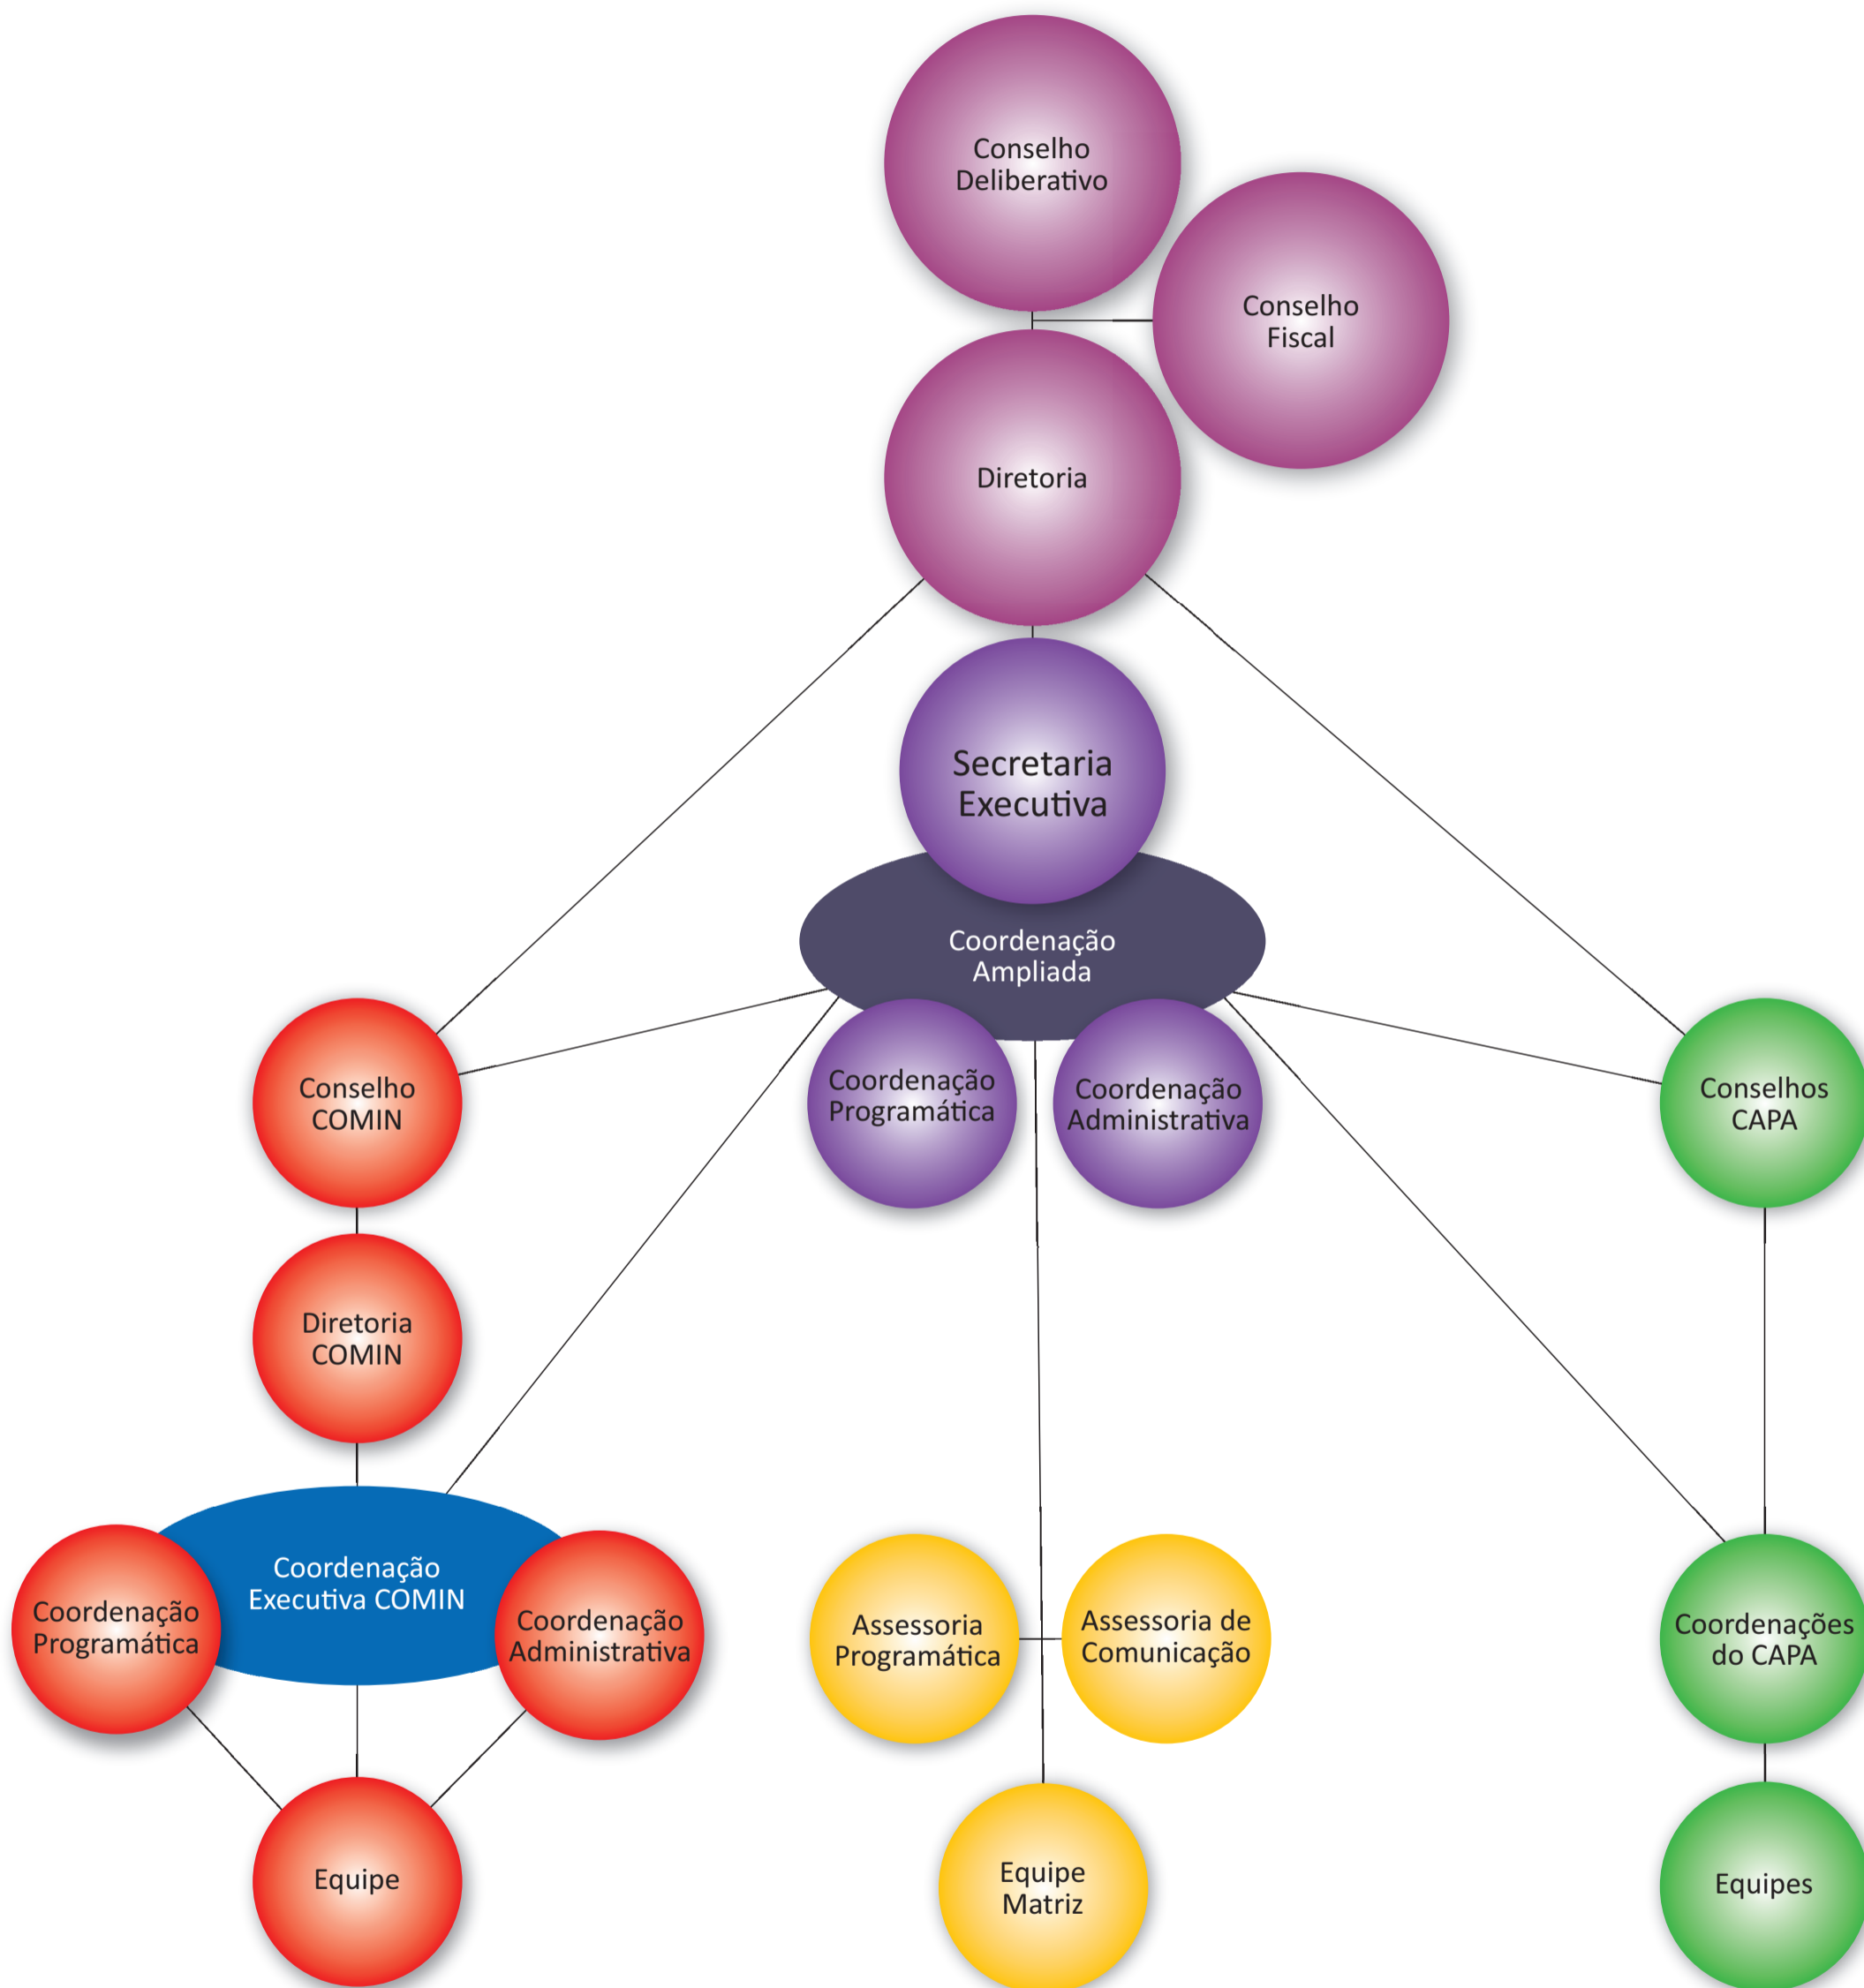 Conselho
Deliberativo
Conselho
Fiscal
Diretoria
Secretaria
Executiva
Coordenação
Ampliada
Conselho
COMIN
Coordenação
Programática
Coordenação
Administrativa
Conselhos
CAPA
Diretoria
COMIN
Coordenação
Executiva COMIN
Coordenação
Programática
Coordenação
Administrativa
Assessoria
Programática
Assessoria de
Comunicação
Coordenações
do CAPA
Equipe
Equipe
Matriz
Equipes